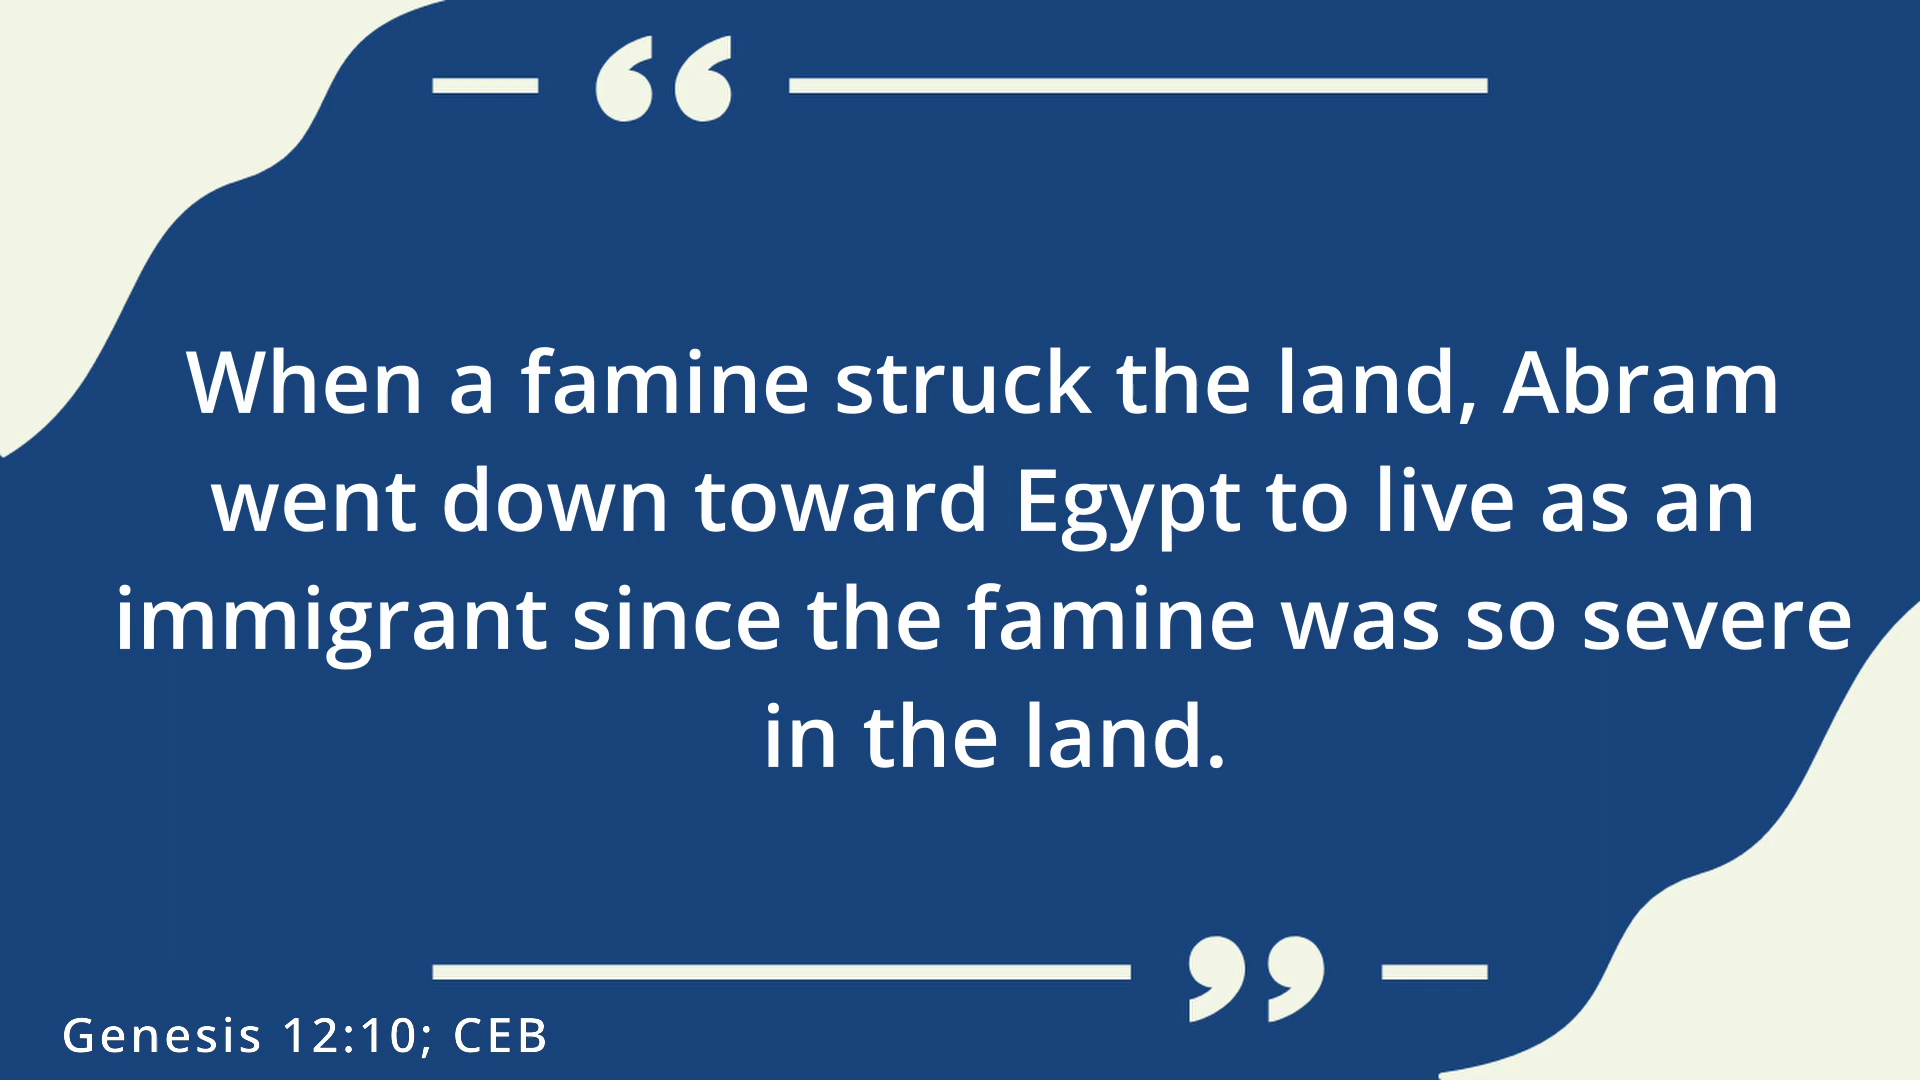 “
When a famine struck the land, Abram
went down toward Egypt to live as an
immigrant since the famine was so severe
in the land.
”
Genesis 12:10; CEB